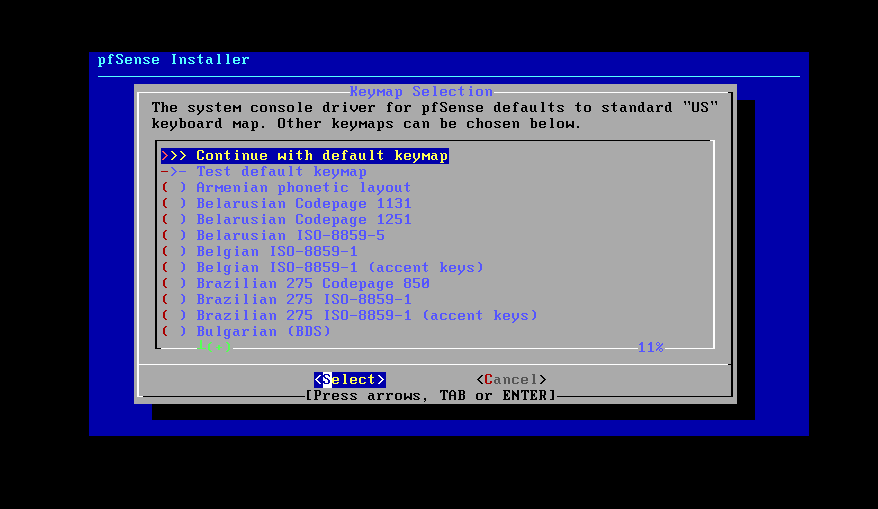 pfSense Installer
Keymap Selection
The system console driver for pfSense defaults to standard "US"
keyboard map. Other keymaps can be chosen below.
>>> Continue with default keymap
->- Test default keymap
( ) Armenian phonetic layout
( ) Belarusian Codepage 1131
( ) Belarusian Codepage 1251
( ) Belarusian ISO-8859-5
( ) Belgian ISO-8859-1
( ) Belgian ISO-8859-1 (accent keys)
( ) Brazilian 275 Codepage 850
( ) Brazilian 275 ISO-8859-1
( ) Brazilian 275 ISO-8859-1 (accent keys)
( ) Bulgarian (BDS)
↓(+) 11%
<Select> <Cancel>
[Press arrows, TAB or ENTER]